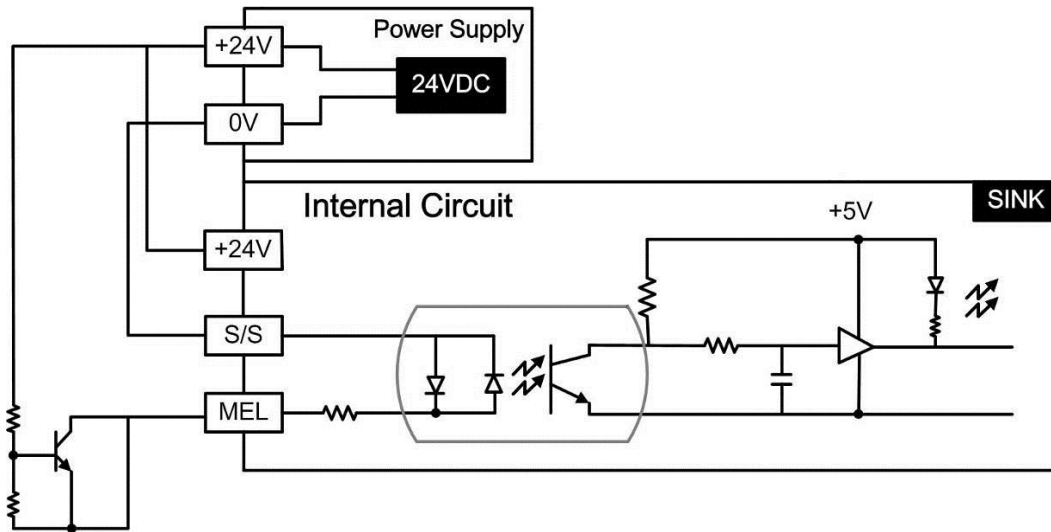 Power Supply
+24V
24VDC
0V
Internal Circuit
SINK
+5V
+24V
S/S
MEL